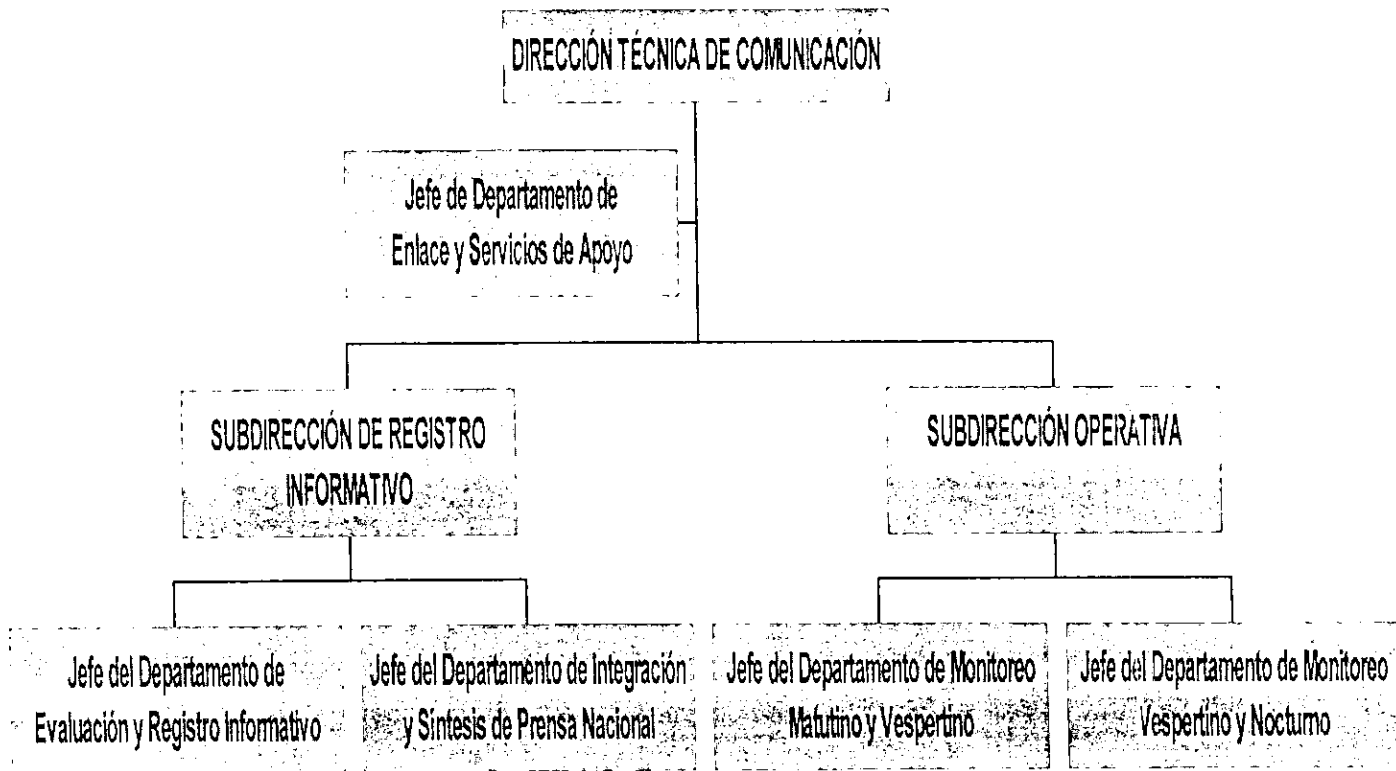 DIRECCIÓN TÉCNICA DE COMUNICACIÓN
Jefe de Departamento de
Enlace y Servicios de Apoyo
SUBDIRECCIÓN DE REGISTRO
INFORMATIVO
SUBDIRECCIÓN OPERATIVA
Jefe del Departamento de
Evaluación y Registro Informativo
Jefe del Departamento de Integración
y Síntesis de Prensa Nacional
Jefe del Departamento de Monitoreo
Matutino y Vespertino
Jefe del Departamento de Monitoreo
Vespertino y Nocturno